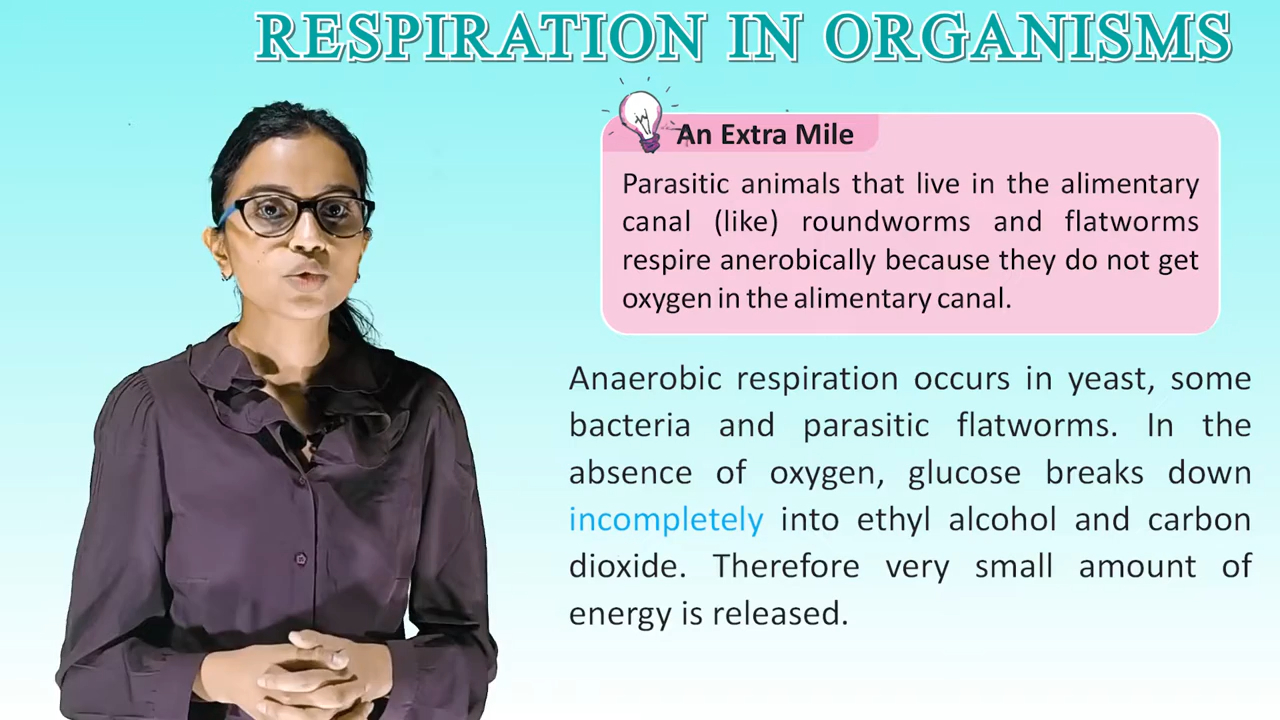 RESPIRATION IN ORGANISMS
An Extra Mile
Parasitic animals that live in the alimentary
canal (like) roundworms and flatworms
respire anerobically because they do not get
oxygen in the alimentary canal.
Anaerobic respiration occurs in yeast, some
bacteria and parasitic flatworms. In the
absence of oxygen, glucose breaks down
incompletely into ethyl alcohol and carbon
dioxide. Therefore very small amount of
energy is released.